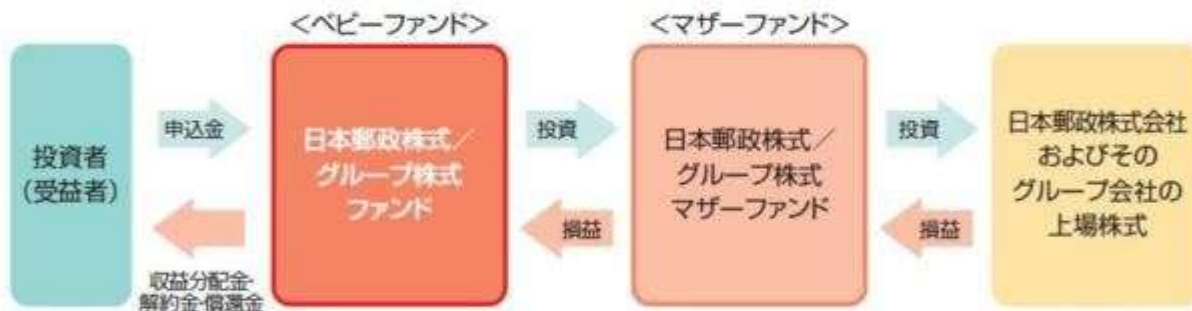 <ベビーファンド>
<マザーファンド>
投資者
(受益者)
申込金
収益分配金・
解約金・償還金
日本郵政株式/
グループ株式
ファンド
投資
損益
日本郵政株式/
グループ株式
マザーファンド
投資
損益
日本郵政株式会社
およびその
グループ会社の
上場株式